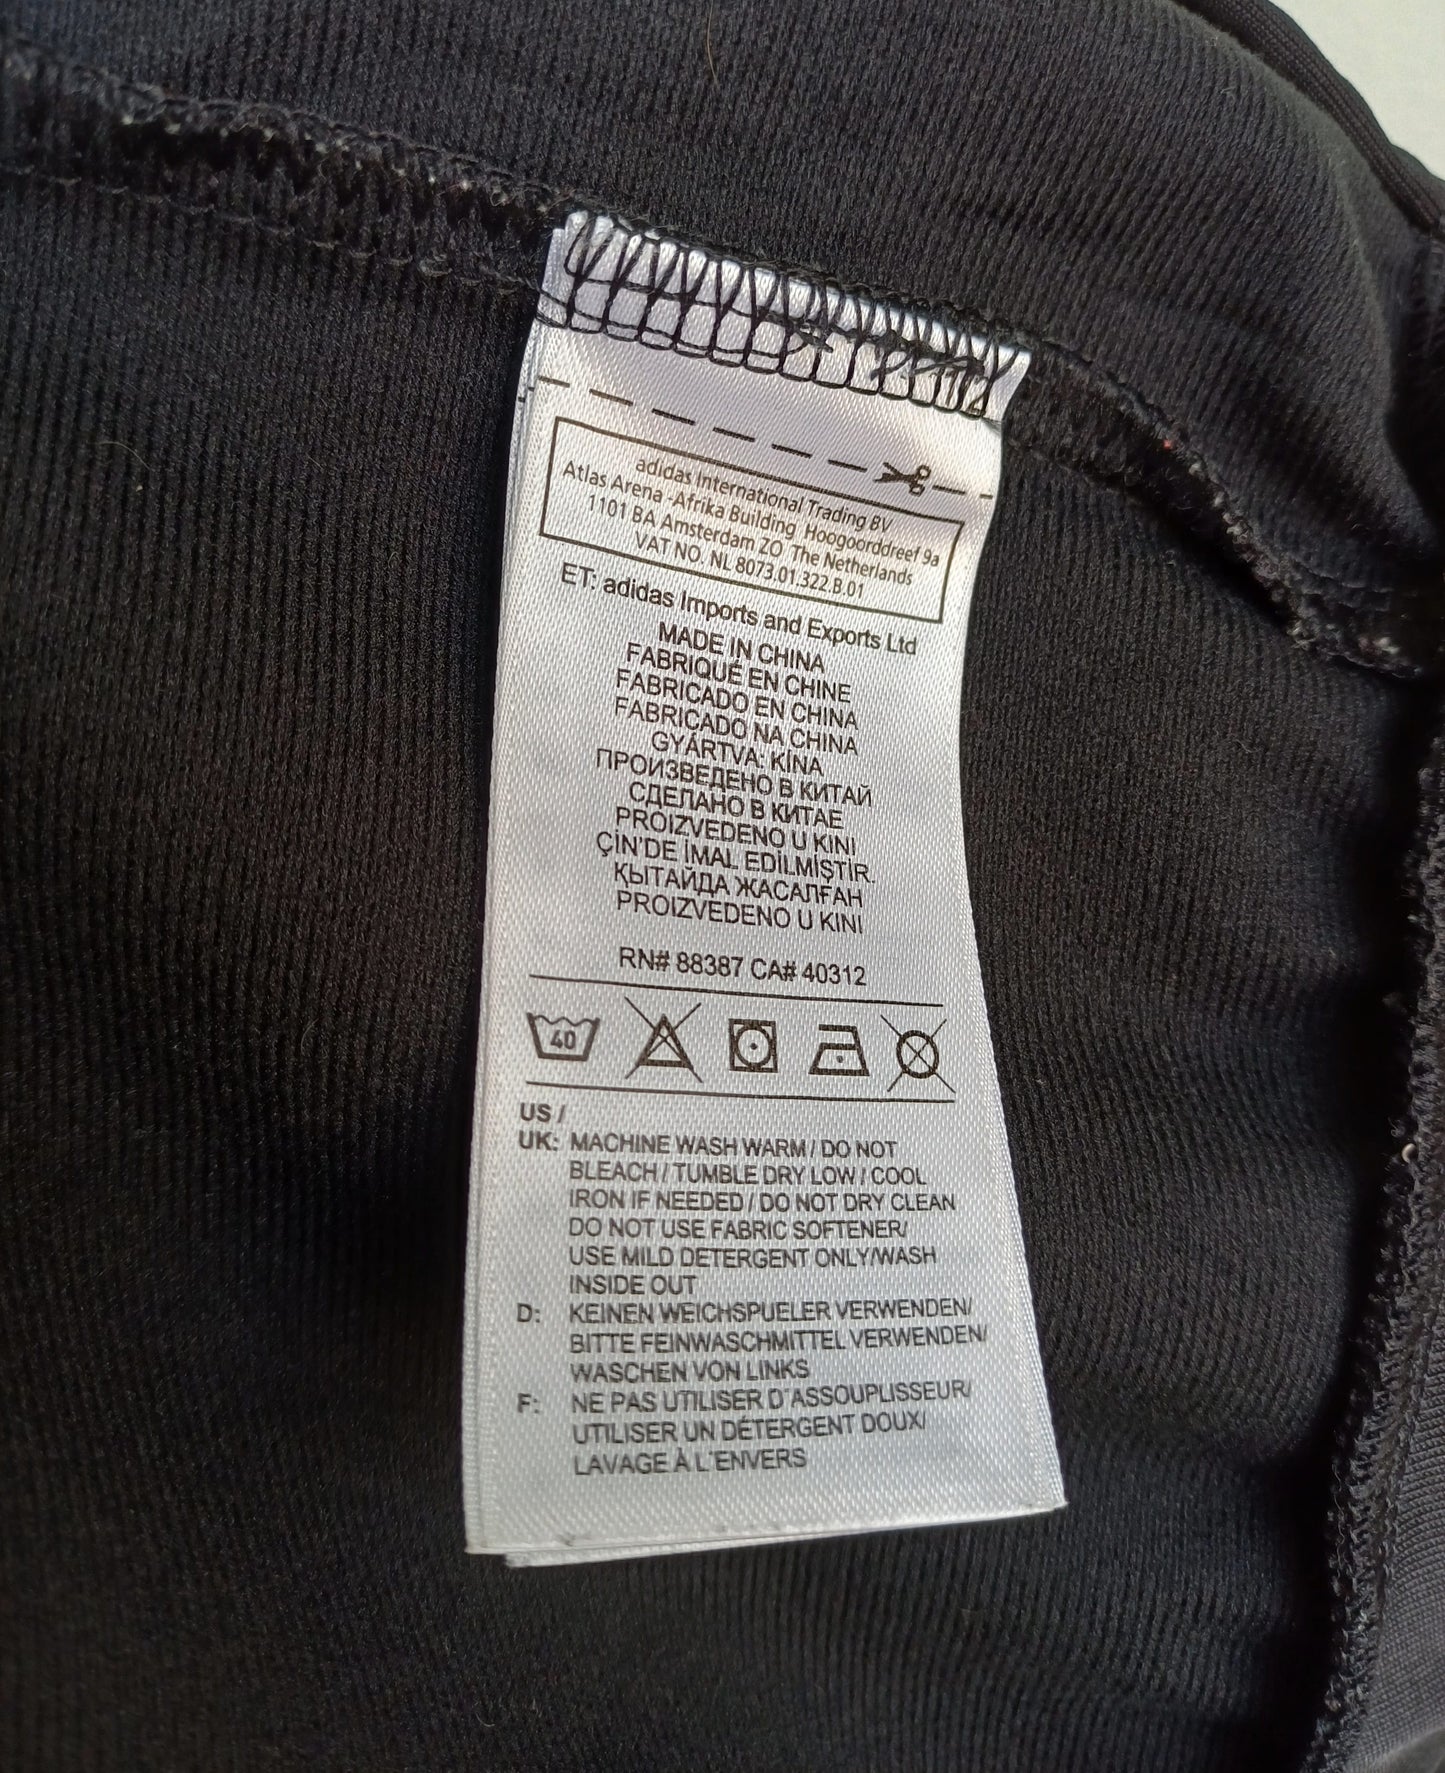 adidas International Trading BV
Atlas Arena -Afrika Building Hoogoorddreef 9a
1101 BA Amsterdam ZO The Netherlands
VAT NO. NL 8073.01.322.B.01
ET: adidas Imports and Exports Ltd
MADE IN CHINA
FABRIQUÉ EN CHINE
FABRICADO EN CHINA
FABRICADO NA CHINA
GYÁRTVA: KÍNA
ПРОИЗВЕДЕНО В КИТАЙ
СДЕЛАНО В КИТАЕ
PROIZVEDENO U KINI
ÇİN'DE İMAL EDİLMİŞTİR.
ҚЫТАЙДА ЖАСАЛҒАН
PROIZVEDENO U KINI
RN# 88387 CA# 40312
40
US /
UK: MACHINE WASH WARM / DO NOT
BLEACH / TUMBLE DRY LOW / COOL
IRON IF NEEDED / DO NOT DRY CLEAN
DO NOT USE FABRIC SOFTENER/
USE MILD DETERGENT ONLY/WASH
INSIDE OUT
D: KEINEN WEICHSPUELER VERWENDEN/
BITTE FEINWASCHMITTEL VERWENDEN/
WASCHEN VON LINKS
F: NE PAS UTILISER D'ASSOUPLISSEUR/
UTILISER UN DÉTERGENT DOUX/
LAVAGE À L'ENVERS